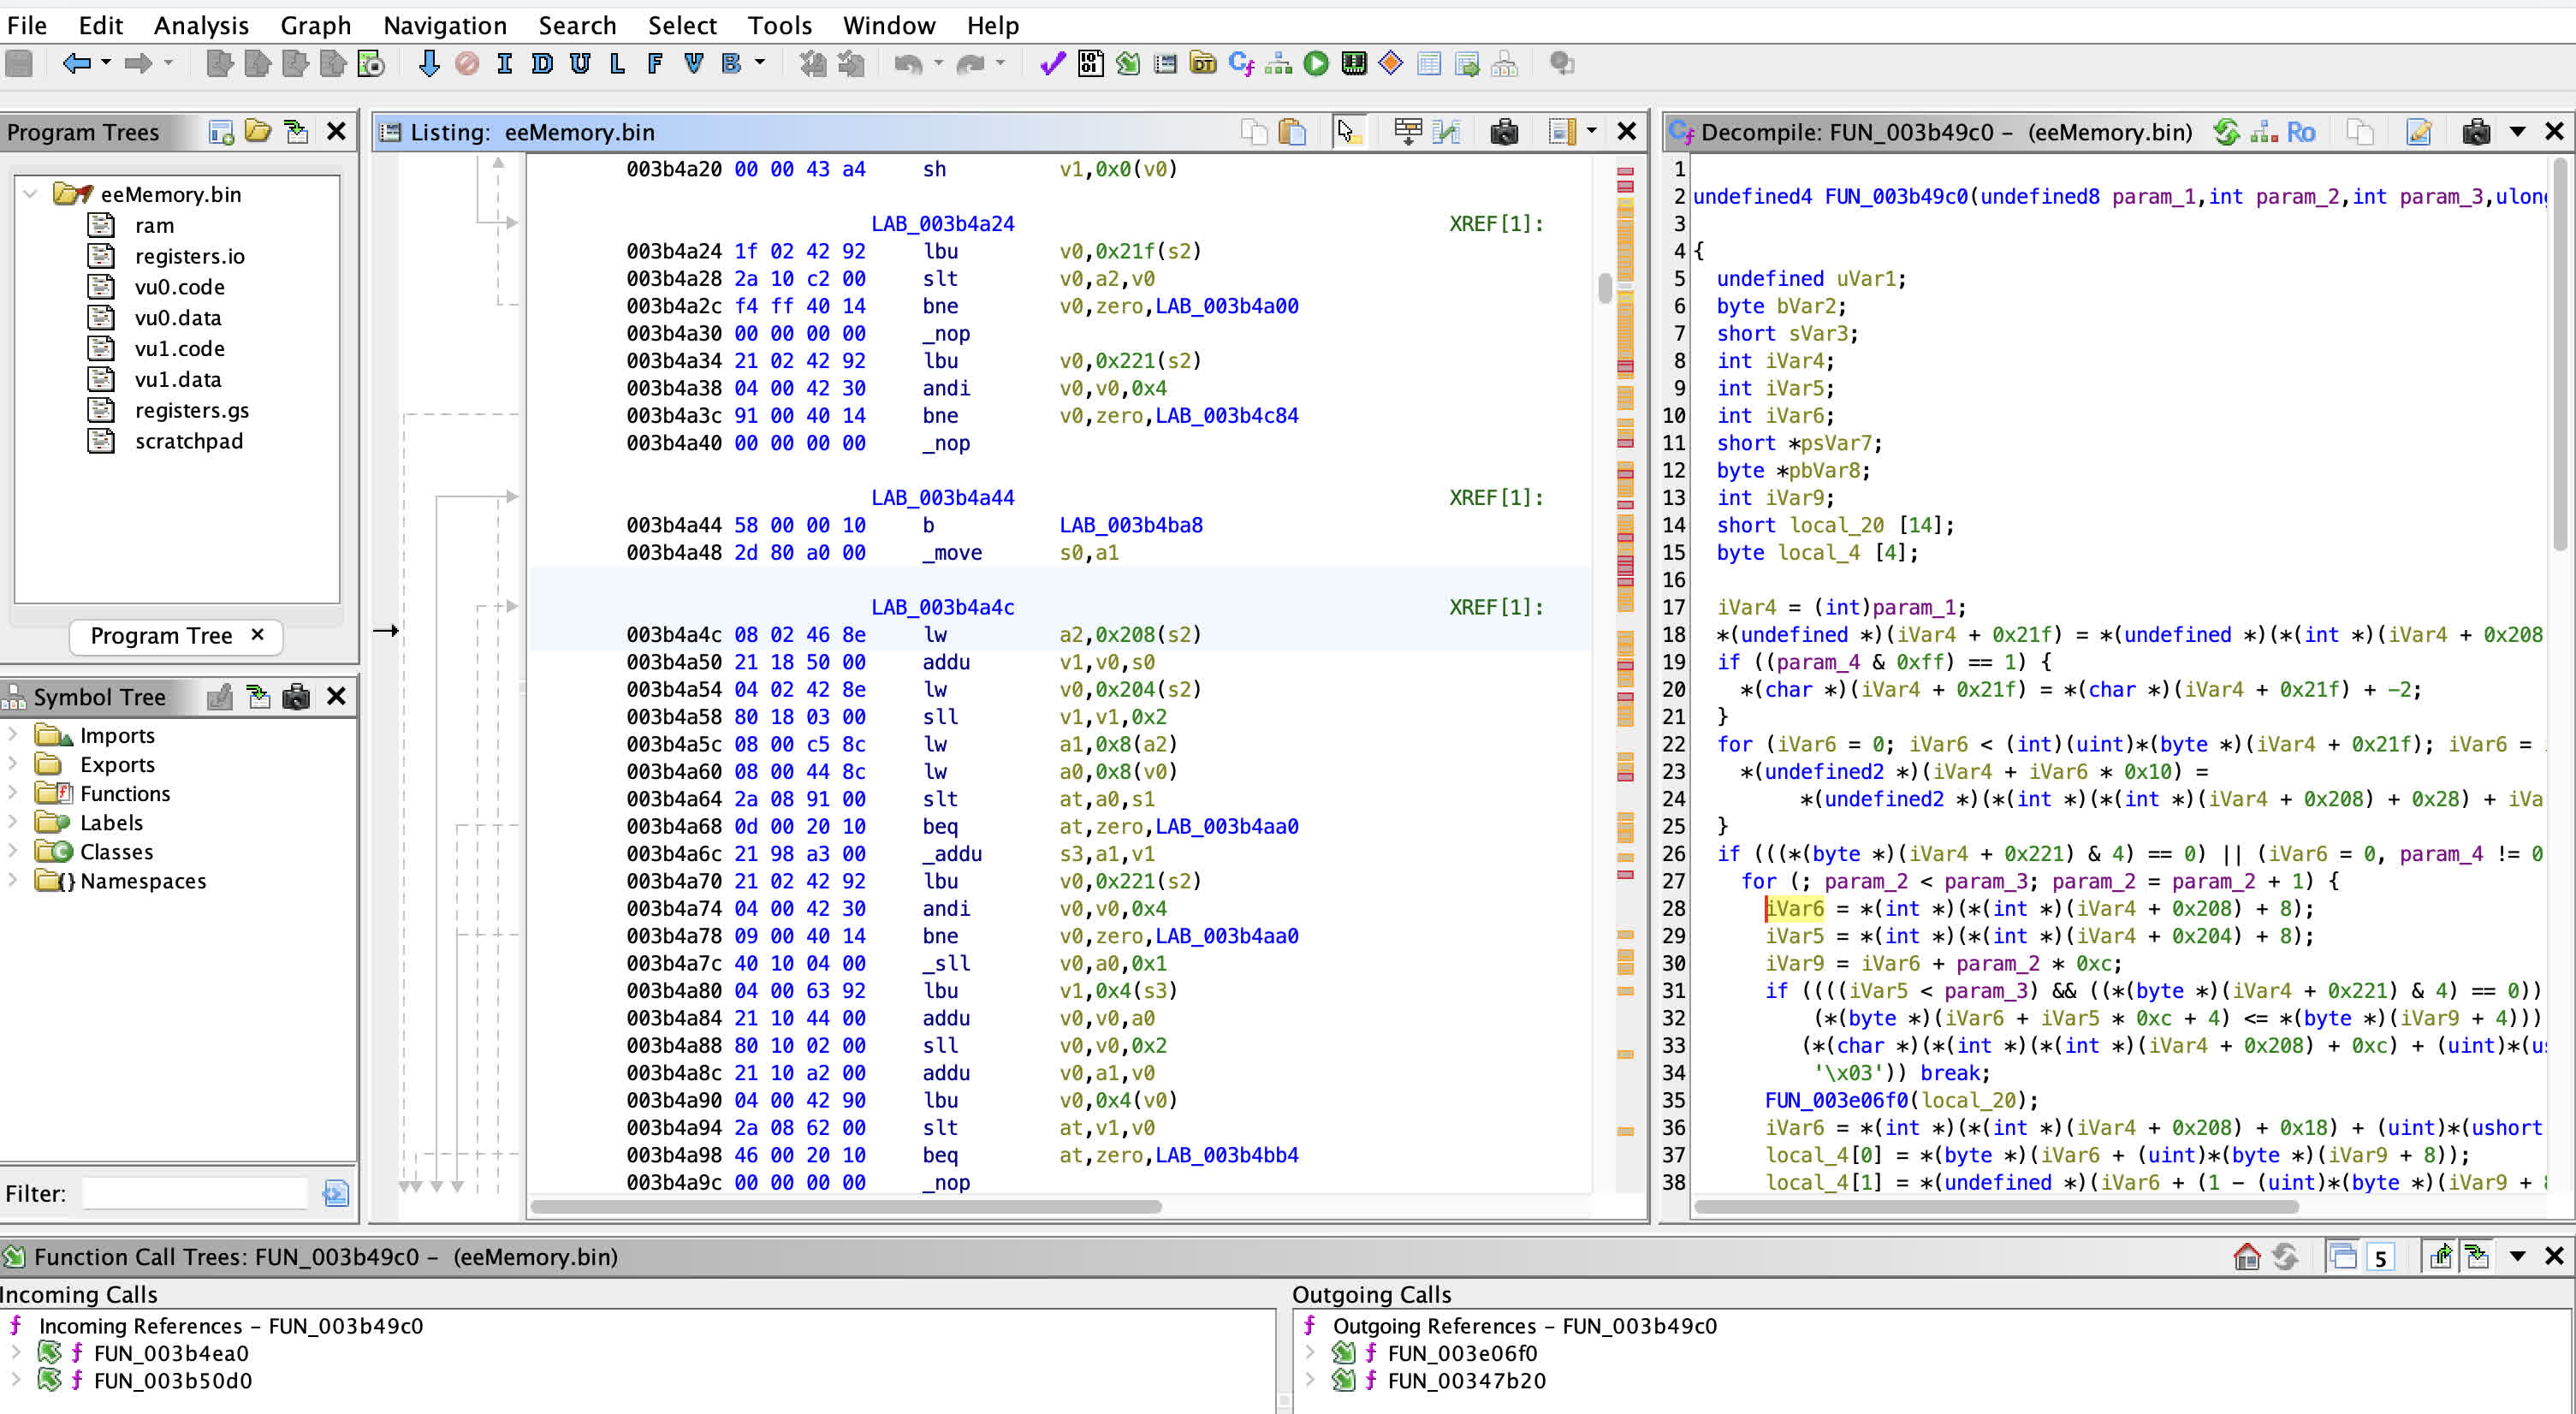 File Edit Analysis Graph Navigation Search Select Tools Window Help
I D U L F V B
Program Trees
eeMemory.bin
ram
registers.io
vu0.code
vu0.data
vu1.code
vu1.data
registers.gs
scratchpad
Program Tree ×
Symbol Tree
Imports
Exports
Functions
Labels
Classes
Namespaces
Filter:
Listing: eeMemory.bin
003b4a20 00 00 43 a4 sh v1,0x0(v0)
LAB_003b4a24 XREF[1]:
003b4a24 1f 02 42 92 lbu v0,0x21f(s2)
003b4a28 2a 10 c2 00 slt v0,a2,v0
003b4a2c f4 ff 40 14 bne v0,zero,LAB_003b4a00
003b4a30 00 00 00 00 _nop
003b4a34 21 02 42 92 lbu v0,0x221(s2)
003b4a38 04 00 42 30 andi v0,v0,0x4
003b4a3c 91 00 40 14 bne v0,zero,LAB_003b4c84
003b4a40 00 00 00 00 _nop
LAB_003b4a44 XREF[1]:
003b4a44 58 00 00 10 b LAB_003b4ba8
003b4a48 2d 80 a0 00 _move s0,a1
LAB_003b4a4c XREF[1]:
003b4a4c 08 02 46 8e lw a2,0x208(s2)
003b4a50 21 18 50 00 addu v1,v0,s0
003b4a54 04 02 42 8e lw v0,0x204(s2)
003b4a58 80 18 03 00 sll v1,v1,0x2
003b4a5c 08 00 c5 8c lw a1,0x8(a2)
003b4a60 08 00 44 8c lw a0,0x8(v0)
003b4a64 2a 08 91 00 slt at,a0,s1
003b4a68 0d 00 20 10 beq at,zero,LAB_003b4aa0
003b4a6c 21 98 a3 00 _addu s3,a1,v1
003b4a70 21 02 42 92 lbu v0,0x221(s2)
003b4a74 04 00 42 30 andi v0,v0,0x4
003b4a78 09 00 40 14 bne v0,zero,LAB_003b4aa0
003b4a7c 40 10 04 00 _sll v0,a0,0x1
003b4a80 04 00 63 92 lbu v1,0x4(s3)
003b4a84 21 10 44 00 addu v0,v0,a0
003b4a88 80 10 02 00 sll v0,v0,0x2
003b4a8c 21 10 a2 00 addu v0,a1,v0
003b4a90 04 00 42 90 lbu v0,0x4(v0)
003b4a94 2a 08 62 00 slt at,v1,v0
003b4a98 46 00 20 10 beq at,zero,LAB_003b4bb4
003b4a9c 00 00 00 00 _nop
Decompile: FUN_003b49c0 – (eeMemory.bin) Ro
1
2 undefined4 FUN_003b49c0(undefined8 param_1,int param_2,int param_3,ulon
3
4 {
5 undefined uVar1;
6 byte bVar2;
7 short sVar3;
8 int iVar4;
9 int iVar5;
10 int iVar6;
11 short *psVar7;
12 byte *pbVar8;
13 int iVar9;
14 short local_20 [14];
15 byte local_4 [4];
16
17 iVar4 = (int)param_1;
18 *(undefined *)(iVar4 + 0x21f) = *(undefined *)(*(int *)(iVar4 + 0x208
19 if ((param_4 & 0xff) == 1) {
20 *(char *)(iVar4 + 0x21f) = *(char *)(iVar4 + 0x21f) + -2;
21 }
22 for (iVar6 = 0; iVar6 < (int)(uint)*(byte *)(iVar4 + 0x21f); iVar6 =
23 *(undefined2 *)(iVar4 + iVar6 * 0x10) =
24 *(undefined2 *)(*(int *)(*(int *)(iVar4 + 0x208) + 0x28) + iVa
25 }
26 if (((*(byte *)(iVar4 + 0x221) & 4) == 0) || (iVar6 = 0, param_4 != 0
27 for (; param_2 < param_3; param_2 = param_2 + 1) {
28 iVar6 = *(int *)(*(int *)(iVar4 + 0x208) + 8);
29 iVar5 = *(int *)(*(int *)(iVar4 + 0x204) + 8);
30 iVar9 = iVar6 + param_2 * 0xc;
31 if ((((iVar5 < param_3) && ((*(byte *)(iVar4 + 0x221) & 4) == 0))
32 (*(byte *)(iVar6 + iVar5 * 0xc + 4) <= *(byte *)(iVar9 + 4)))
33 (*(char *)(*(int *)(*(int *)(iVar4 + 0x208) + 0xc) + (uint)*(u
34 '\x03')) break;
35 FUN_003e06f0(local_20);
36 iVar6 = *(int *)(*(int *)(iVar4 + 0x208) + 0x18) + (uint)*(ushort
37 local_4[0] = *(byte *)(iVar6 + (uint)*(byte *)(iVar9 + 8));
38 local_4[1] = *(undefined *)(iVar6 + (1 - (uint)*(byte *)(iVar9 +
Function Call Trees: FUN_003b49c0 – (eeMemory.bin) 5
Incoming Calls
Incoming References – FUN_003b49c0
FUN_003b4ea0
FUN_003b50d0
Outgoing Calls
Outgoing References – FUN_003b49c0
FUN_003e06f0
FUN_00347b20